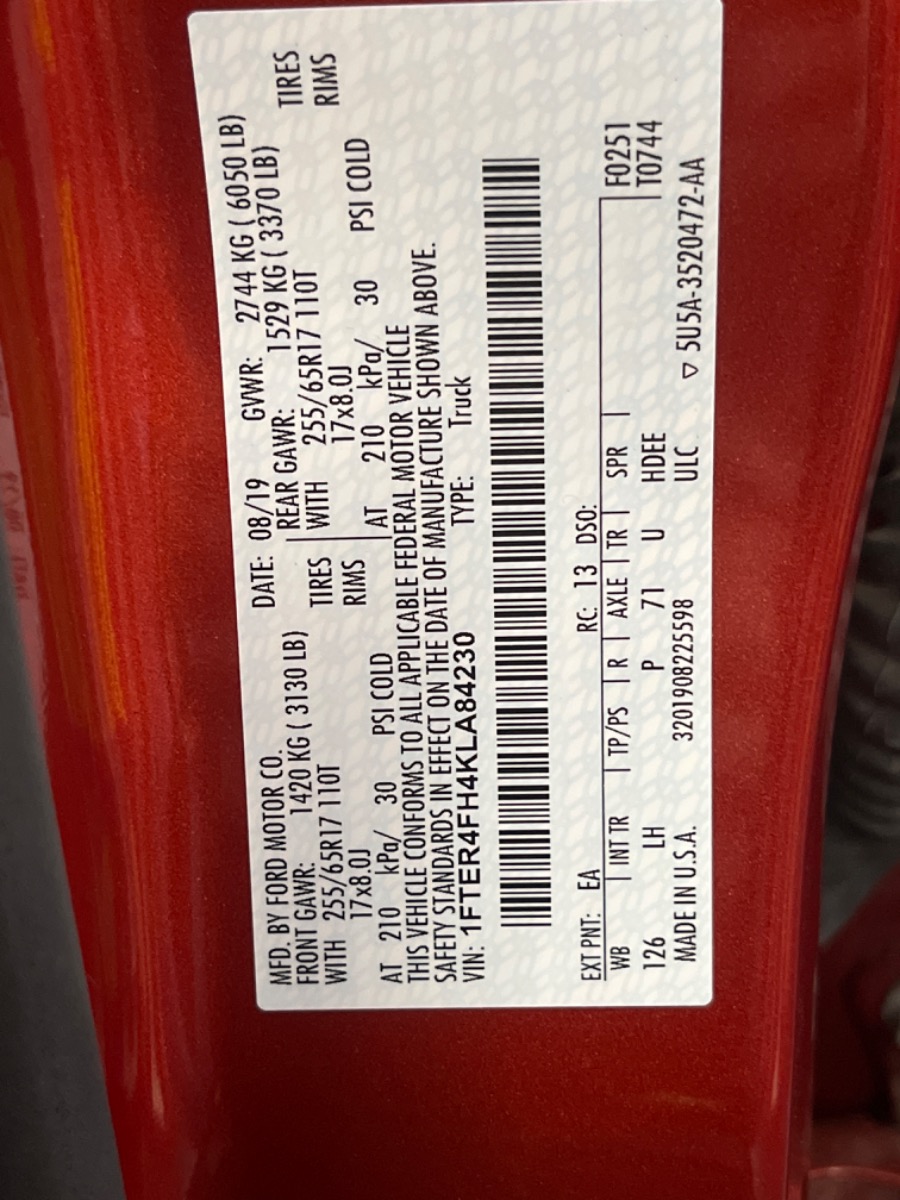 MFD. BY FORD MOTOR CO. DATE: 08/19 GVWR: 2744 KG ( 6050 LB)
FRONT GAWR: 1420 KG ( 3130 LB) REAR GAWR: 1529 KG ( 3370 LB)
WITH 255/65R17 110T TIRES WITH 255/65R17 110T TIRES
17x8.0J RIMS 17x8.0J RIMS
AT 210 kPa/ 30 PSI COLD AT 210 kPa/ 30 PSI COLD
THIS VEHICLE CONFORMS TO ALL APPLICABLE FEDERAL MOTOR VEHICLE
SAFETY STANDARDS IN EFFECT ON THE DATE OF MANUFACTURE SHOWN ABOVE.
VIN: 1FTER4FH4KLA84230 TYPE: Truck
EXT PNT: EA RC: 13 DSO:
WB | INT TR | TP/PS | R | AXLE | TR | SPR | F0251
126 LH P 71 U HDEE T0744
MADE IN U.S.A. 3201908225598 ULC ▽ 5U5A-3520472-AA